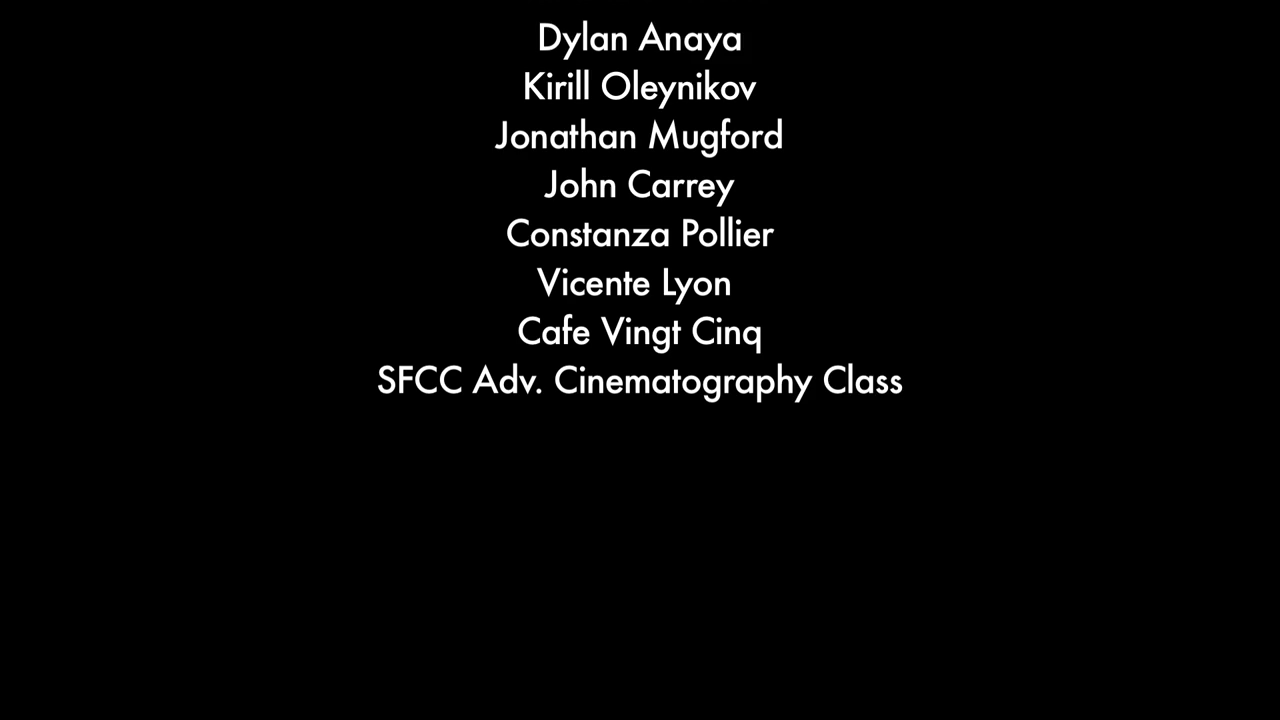 Dylan Anaya
Kirill Oleynikov
Jonathan Mugford
John Carrey
Constanza Pollier
Vicente Lyon
Cafe Vingt Cinq
SFCC Adv. Cinematography Class